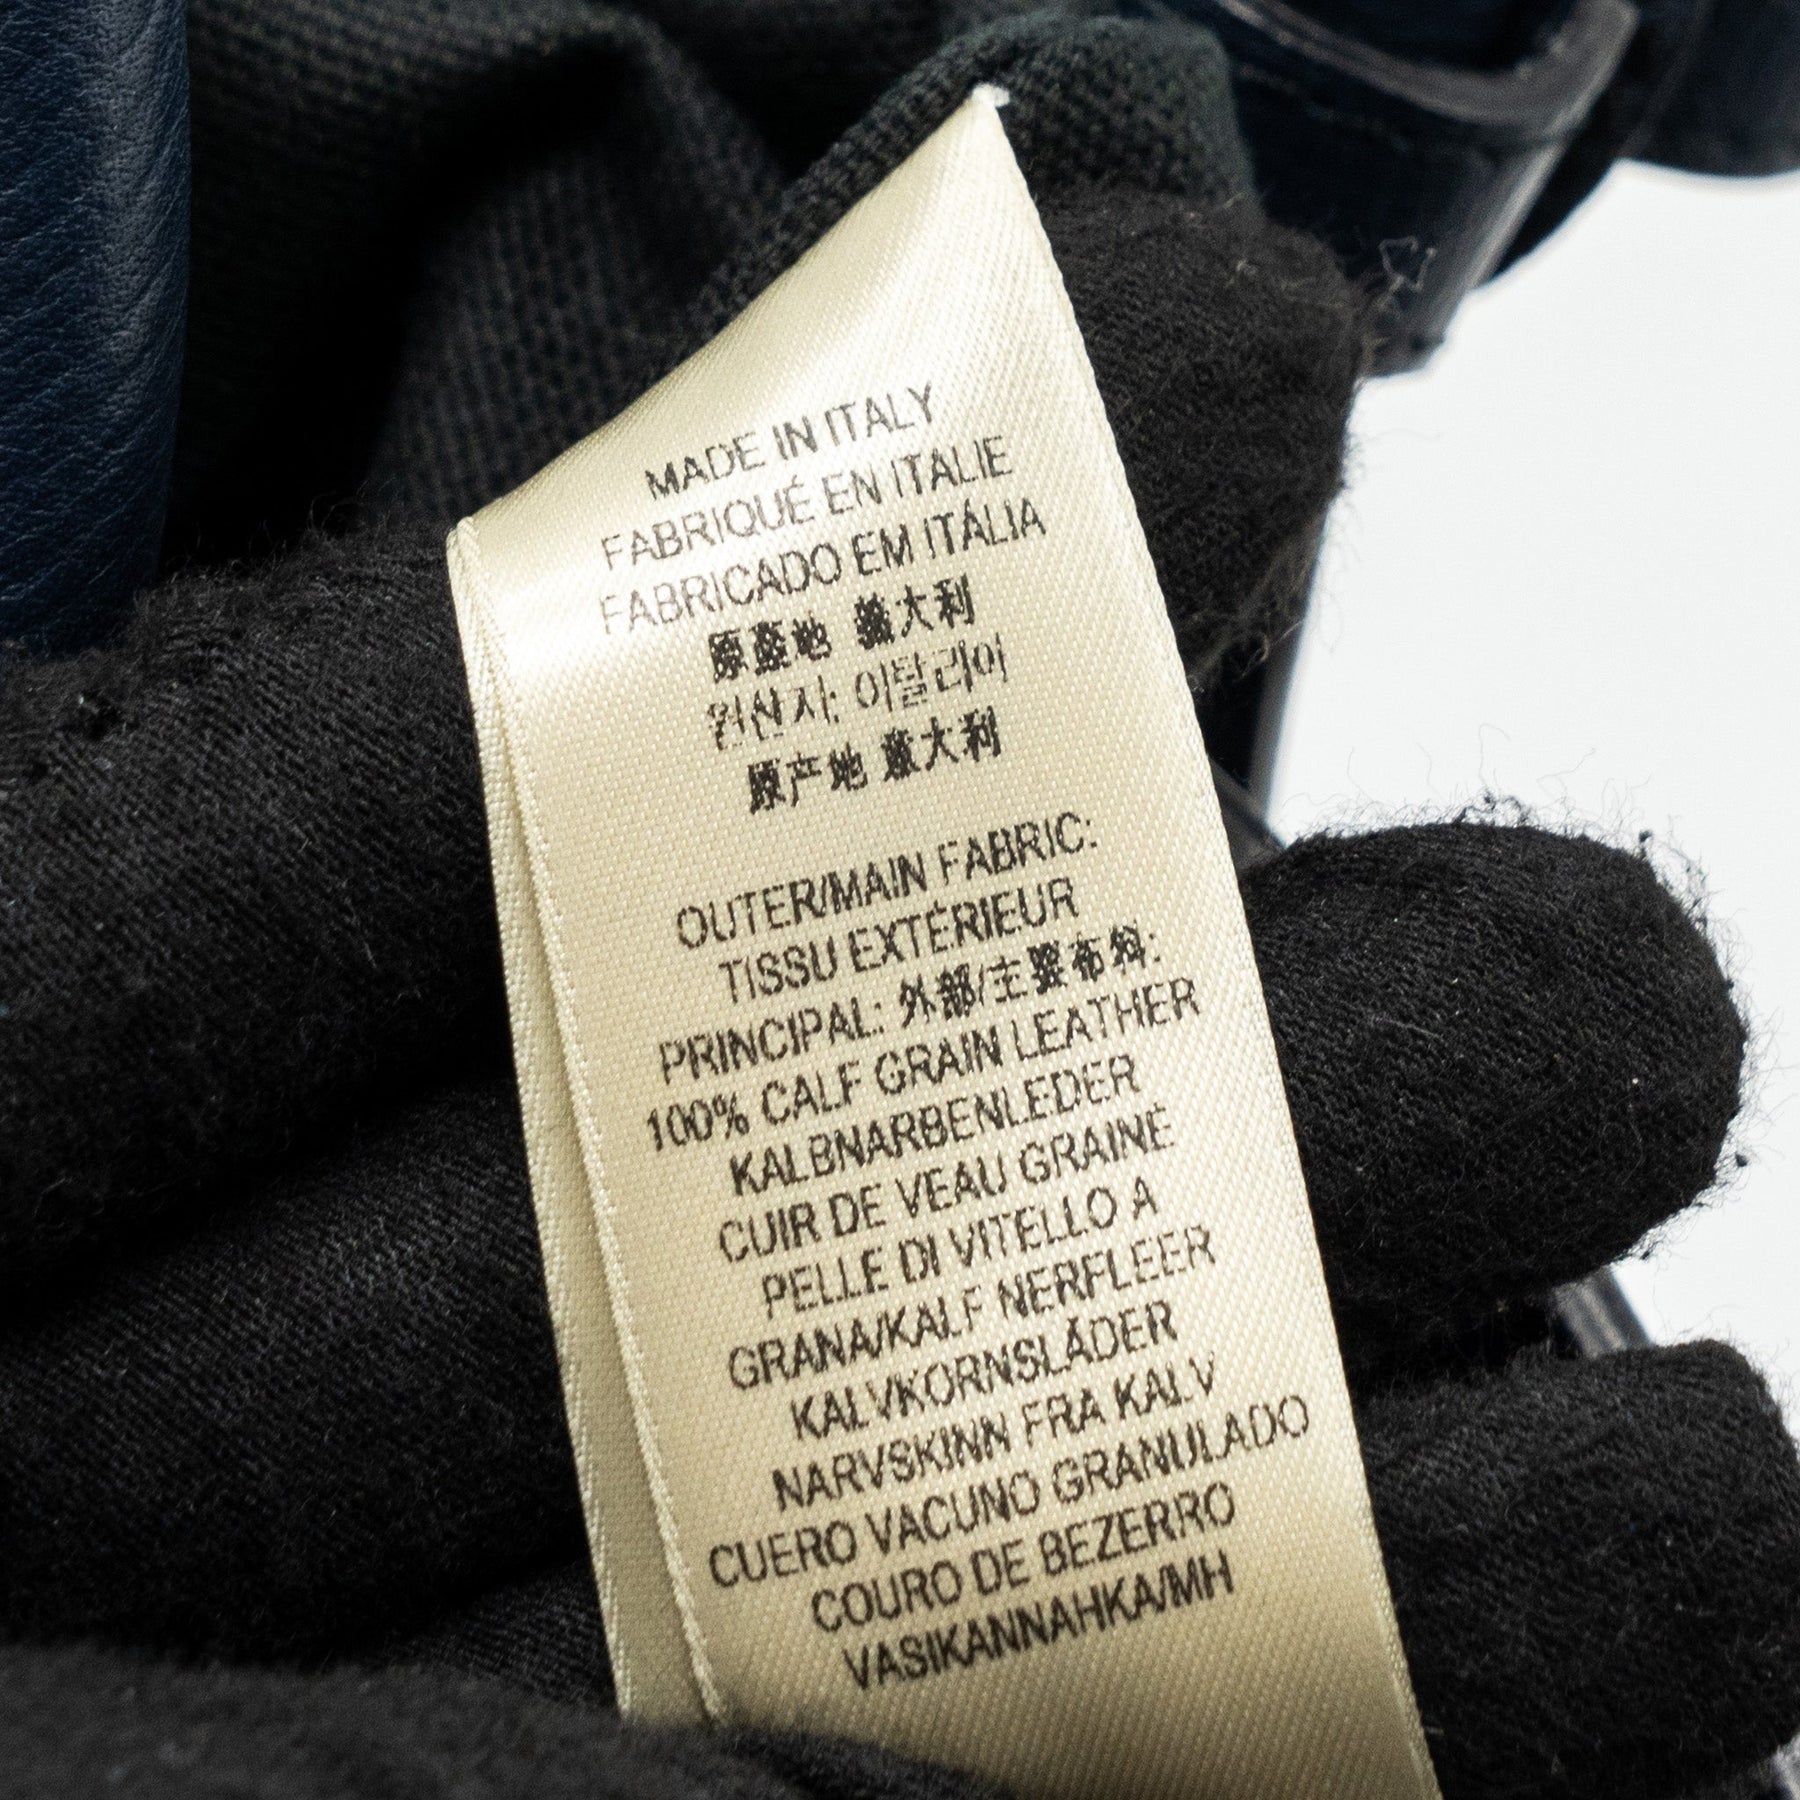 MADE IN ITALY
FABRIQUÉ EN ITALIE
FABRICADO EM ITÁLIA
原產地 義大利
원산지: 이탈리아
原产地 意大利
OUTER/MAIN FABRIC:
TISSU EXTÉRIEUR
PRINCIPAL: 外部/主要布料:
100% CALF GRAIN LEATHER
KALBNARBENLEDER
CUIR DE VEAU GRAINÉ
PELLE DI VITELLO A
GRANA/KALF NERFLEER
KALVKORNSLÄDER
NARVSKINN FRA KALV
CUERO VACUNO GRANULADO
COURO DE BEZERRO
VASIKANNAHKA/MH